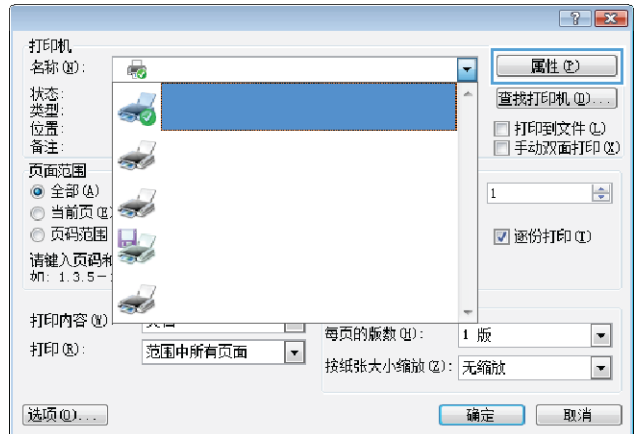 打印机
名称(N):
属性(P)
状态:
类型:
位置:
备注:
查找打印机(D)...
打印到文件(L)
手动双面打印(X)
页面范围
全部(A)
当前页(E)
页码范围
请键入页码和
如: 1.3.5-
1
逐份打印(T)
打印内容(W)
打印(R):
范围中所有页面
每页的版数(H):
1 版
按纸张大小缩放(Z):
无缩放
选项(O)...
确定
取消